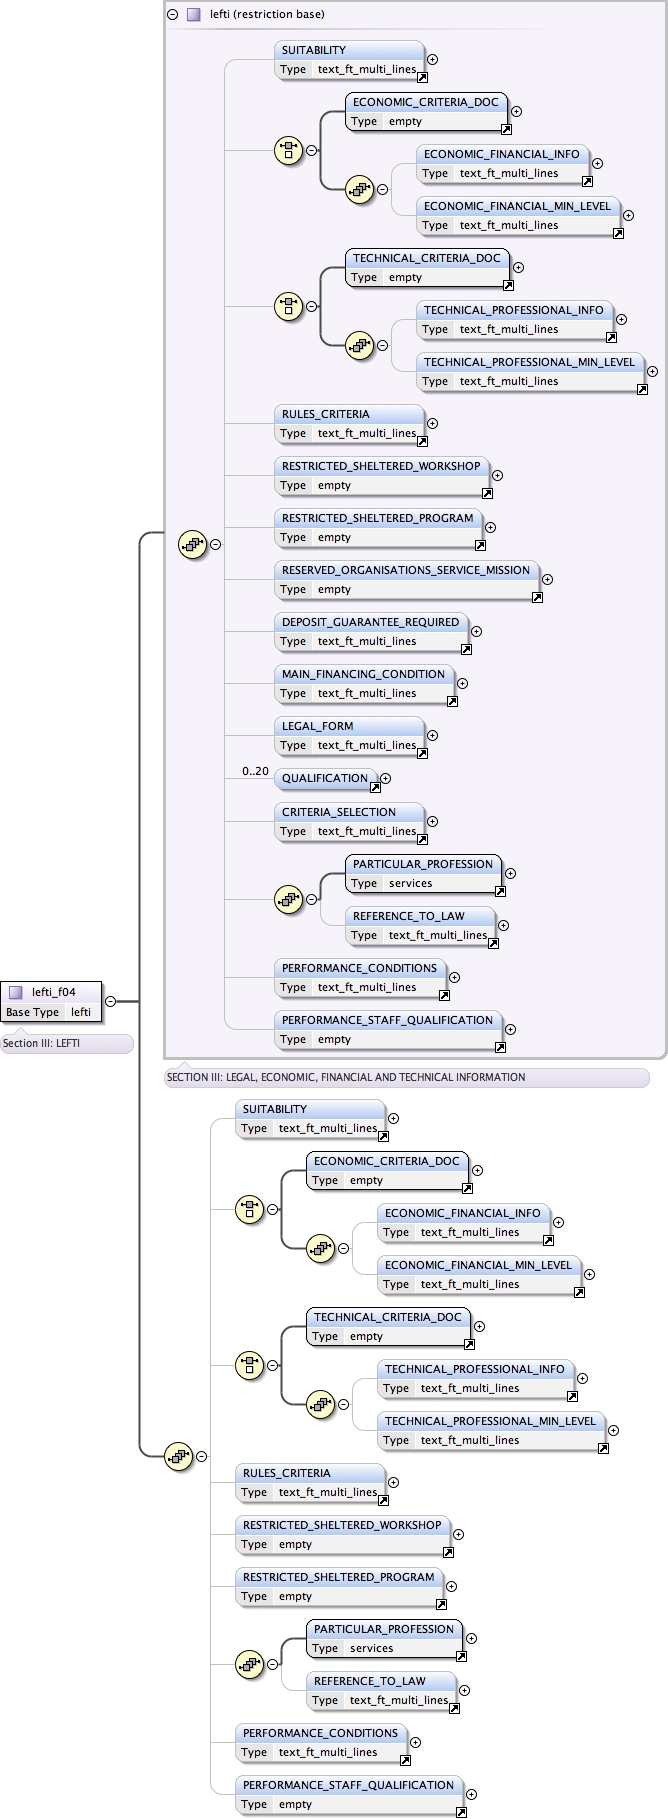 lefti (restriction base)
SUITABILITY
Type text_ft_multi_lines
ECONOMIC_CRITERIA_DOC
Type empty
ECONOMIC_FINANCIAL_INFO
Type text_ft_multi_lines
ECONOMIC_FINANCIAL_MIN_LEVEL
Type text_ft_multi_lines
TECHNICAL_CRITERIA_DOC
Type empty
TECHNICAL_PROFESSIONAL_INFO
Type text_ft_multi_lines
TECHNICAL_PROFESSIONAL_MIN_LEVEL
Type text_ft_multi_lines
RULES_CRITERIA
Type text_ft_multi_lines
RESTRICTED_SHELTERED_WORKSHOP
Type empty
RESTRICTED_SHELTERED_PROGRAM
Type empty
RESERVED_ORGANISATIONS_SERVICE_MISSION
Type empty
DEPOSIT_GUARANTEE_REQUIRED
Type text_ft_multi_lines
MAIN_FINANCING_CONDITION
Type text_ft_multi_lines
LEGAL_FORM
Type text_ft_multi_lines
0..20
QUALIFICATION
CRITERIA_SELECTION
Type text_ft_multi_lines
PARTICULAR_PROFESSION
Type services
REFERENCE_TO_LAW
Type text_ft_multi_lines
PERFORMANCE_CONDITIONS
Type text_ft_multi_lines
PERFORMANCE_STAFF_QUALIFICATION
Type empty
lefti_f04
Base Type lefti
Section III: LEFTI
SECTION III: LEGAL, ECONOMIC, FINANCIAL AND TECHNICAL INFORMATION
SUITABILITY
Type text_ft_multi_lines
ECONOMIC_CRITERIA_DOC
Type empty
ECONOMIC_FINANCIAL_INFO
Type text_ft_multi_lines
ECONOMIC_FINANCIAL_MIN_LEVEL
Type text_ft_multi_lines
TECHNICAL_CRITERIA_DOC
Type empty
TECHNICAL_PROFESSIONAL_INFO
Type text_ft_multi_lines
TECHNICAL_PROFESSIONAL_MIN_LEVEL
Type text_ft_multi_lines
RULES_CRITERIA
Type text_ft_multi_lines
RESTRICTED_SHELTERED_WORKSHOP
Type empty
RESTRICTED_SHELTERED_PROGRAM
Type empty
PARTICULAR_PROFESSION
Type services
REFERENCE_TO_LAW
Type text_ft_multi_lines
PERFORMANCE_CONDITIONS
Type text_ft_multi_lines
PERFORMANCE_STAFF_QUALIFICATION
Type empty